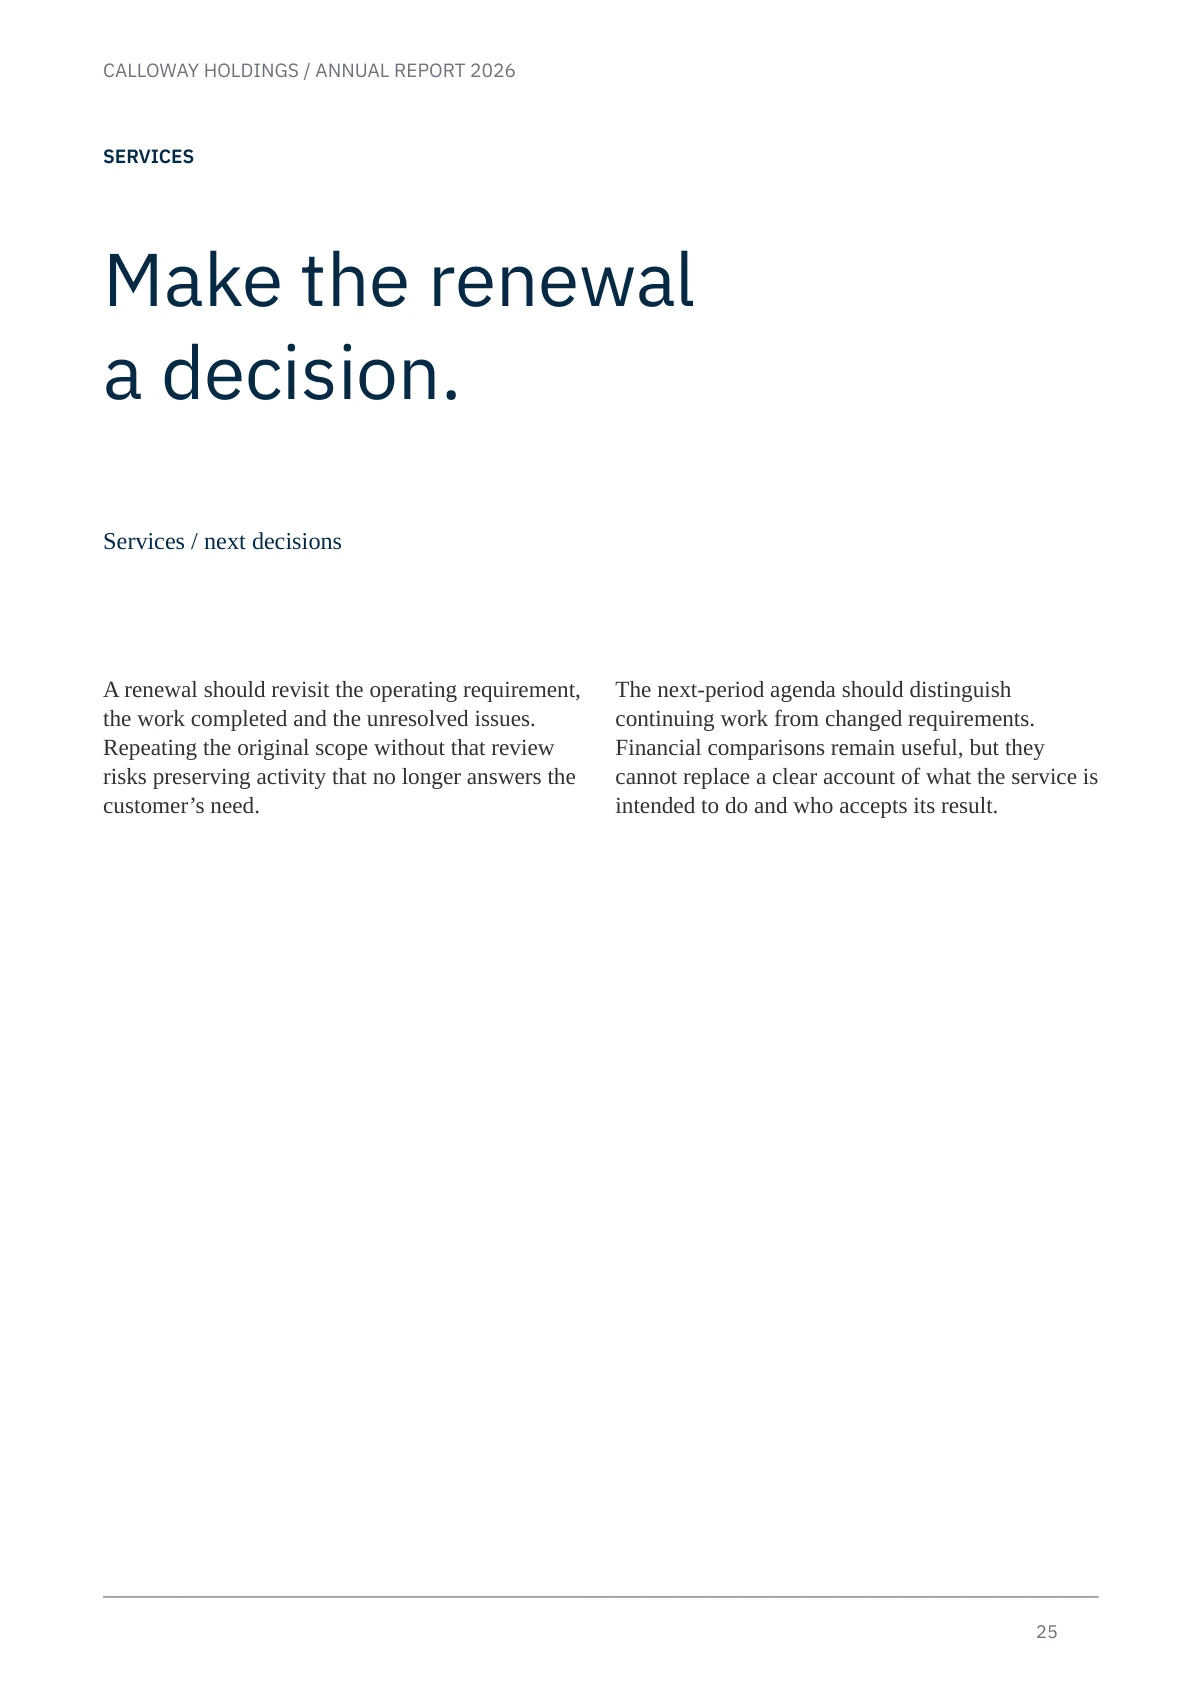 CALLOWAY HOLDINGS / ANNUAL REPORT 2026
SERVICES
Make the renewal
a decision.
Services / next decisions
A renewal should revisit the operating requirement,
the work completed and the unresolved issues.
Repeating the original scope without that review
risks preserving activity that no longer answers the
customer’s need.
The next-period agenda should distinguish
continuing work from changed requirements.
Financial comparisons remain useful, but they
cannot replace a clear account of what the service is
intended to do and who accepts its result.
25